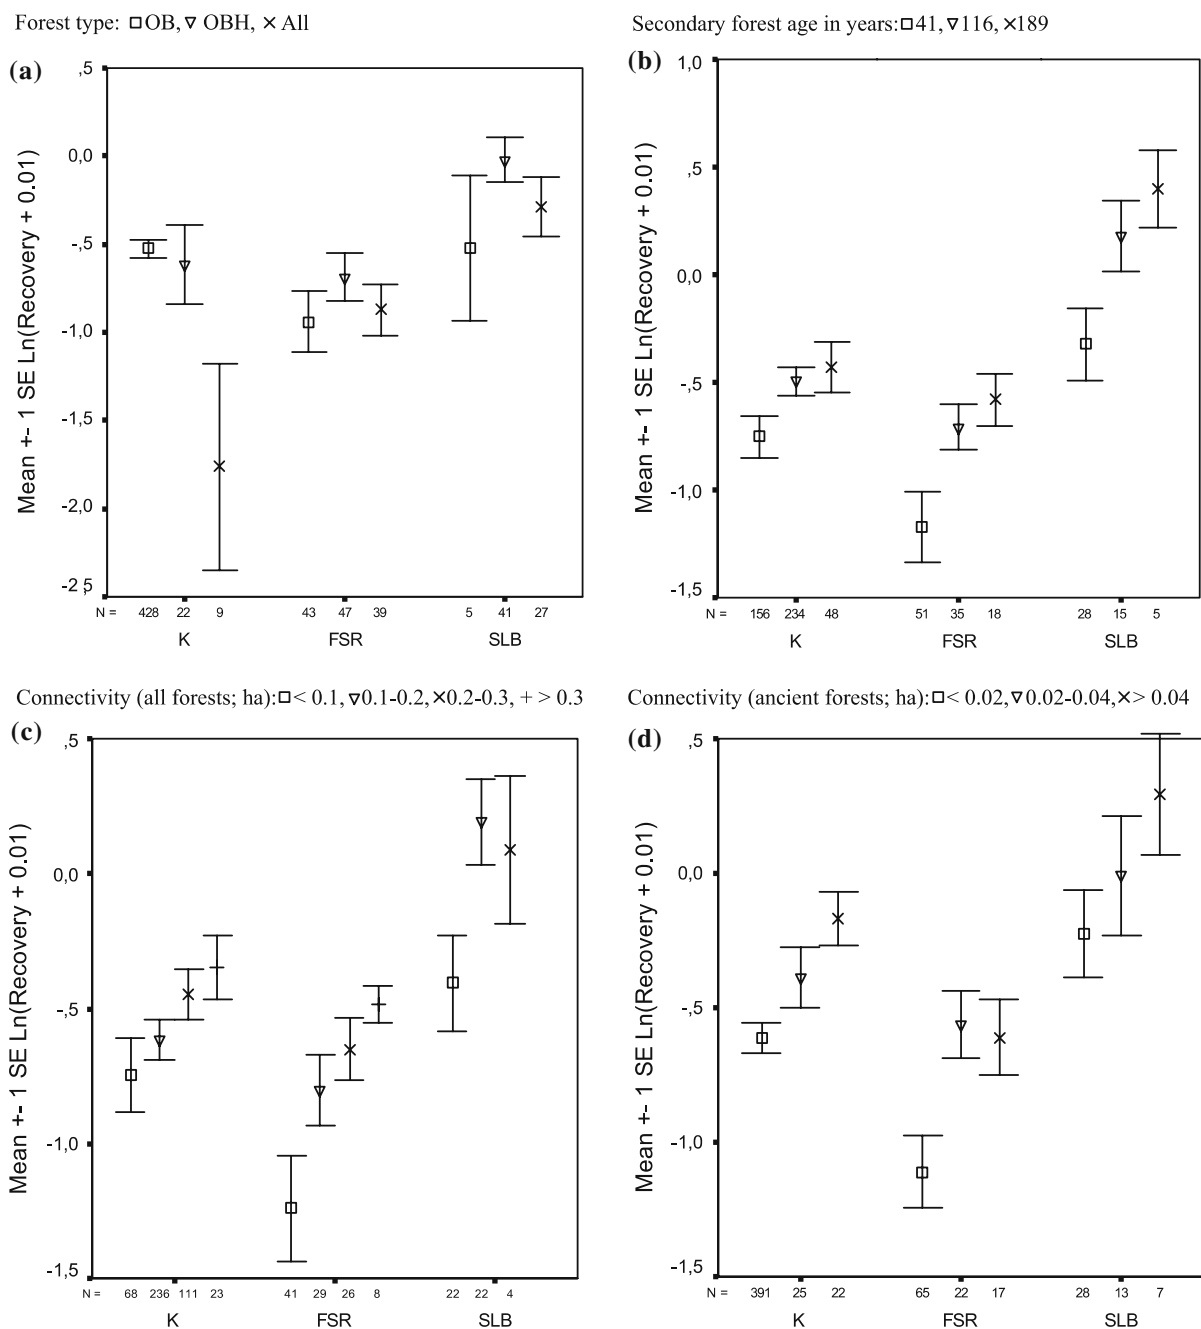 Forest type: □ OB, ▽ OBH, × All
Secondary forest age in years: □ 41, ▽ 116, × 189
(a)
Mean +- 1 SE Ln(Recovery + 0.01)
,5
0,0
-,5
-1,0
-1,5
-2,0
-2,5
N = 428 22 9 43 47 39 5 41 27
K FSR SLB
(b)
Mean +- 1 SE Ln(Recovery + 0.01)
1,0
,5
0,0
-,5
-1,0
-1,5
N = 156 234 48 51 35 18 28 15 5
K FSR SLB
Connectivity (all forests; ha): □ < 0.1, ▽ 0.1-0.2, × 0.2-0.3, + > 0.3
Connectivity (ancient forests; ha): □ < 0.02, ▽ 0.02-0.04, × > 0.04
(c)
Mean +- 1 SE Ln(Recovery + 0.01)
,5
0,0
-,5
-1,0
-1,5
N = 68 236 111 23 41 29 26 8 22 22 4
K FSR SLB
(d)
Mean +- 1 SE Ln(Recovery + 0.01)
,5
0,0
-,5
-1,0
-1,5
N = 391 25 22 65 22 17 28 13 7
K FSR SLB